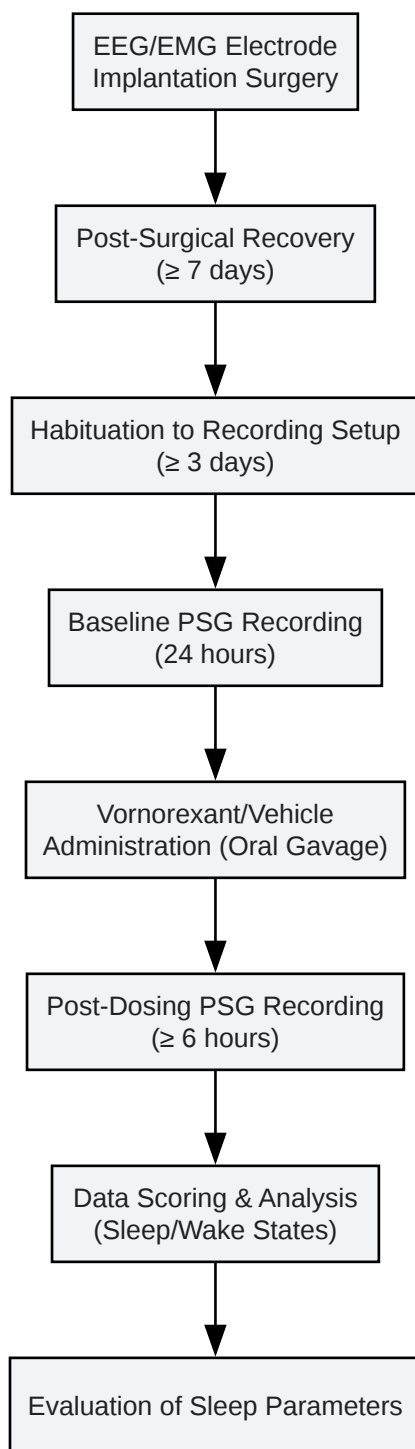 EEG/EMG Electrode
Implantation Surgery
Post-Surgical Recovery
(≥ 7 days)
Habituation to Recording Setup
(≥ 3 days)
Baseline PSG Recording
(24 hours)
Vornorexant/Vehicle
Administration (Oral Gavage)
Post-Dosing PSG Recording
(≥ 6 hours)
Data Scoring & Analysis
(Sleep/Wake States)
Evaluation of Sleep Parameters